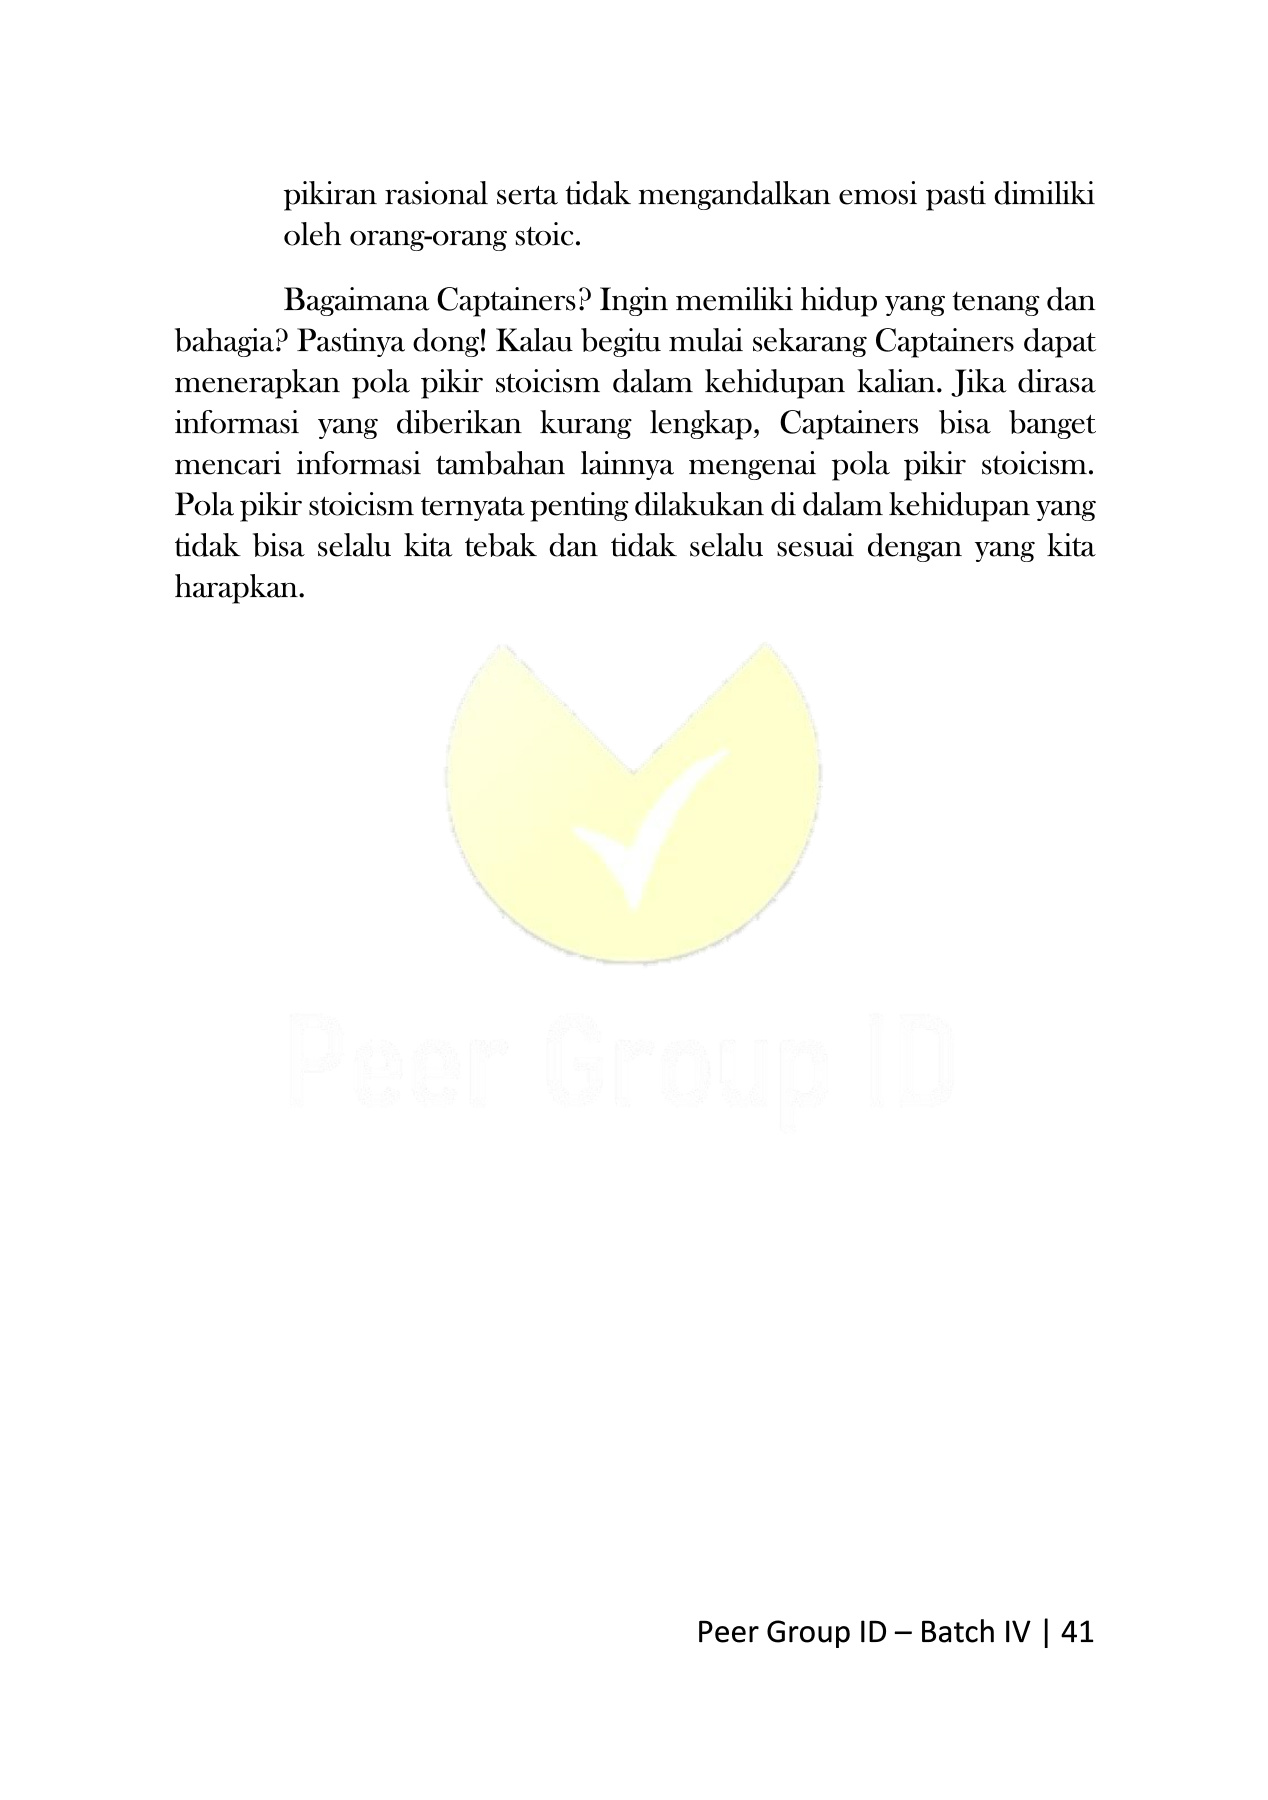 pikiran rasional serta tidak mengandalkan emosi pasti dimiliki
oleh orang-orang stoic.
Bagaimana Captainers? Ingin memiliki hidup yang tenang dan
bahagia? Pastinya dong! Kalau begitu mulai sekarang Captainers dapat
menerapkan pola pikir stoicism dalam kehidupan kalian. Jika dirasa
informasi yang diberikan kurang lengkap, Captainers bisa banget
mencari informasi tambahan lainnya mengenai pola pikir stoicism.
Pola pikir stoicism ternyata penting dilakukan di dalam kehidupan yang
tidak bisa selalu kita tebak dan tidak selalu sesuai dengan yang kita
harapkan.
Peer Group ID
Peer Group ID – Batch IV | 41